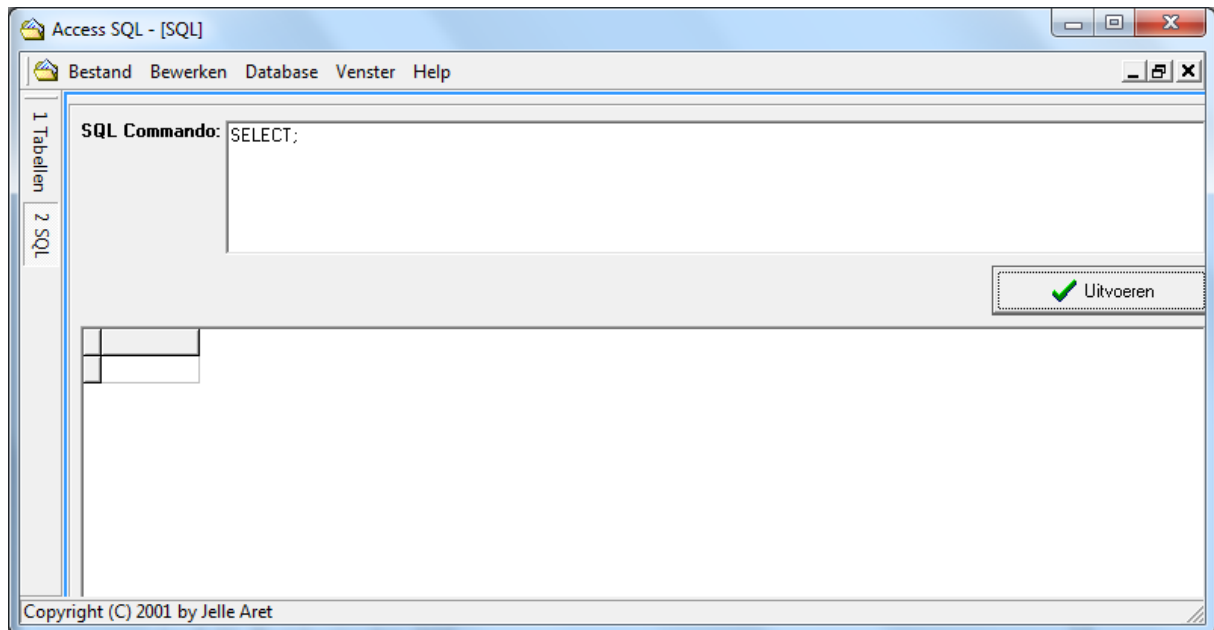 Access SQL - [SQL]
Bestand Bewerken Database Venster Help
1 Tabellen
2 SQL
SQL Commando: SELECT;
Uitvoeren
Copyright (C) 2001 by Jelle Aret